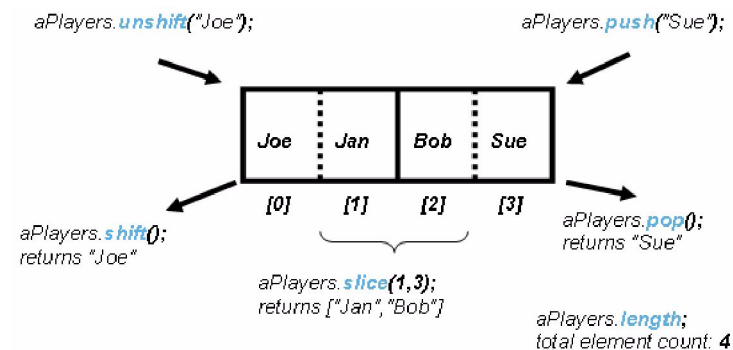 aPlayers.unshift("Joe");
aPlayers.push("Sue");
Joe Jan Bob Sue
[0] [1] [2] [3]
aPlayers.shift();
returns "Joe"
aPlayers.pop();
returns "Sue"
aPlayers.slice(1,3);
returns ["Jan","Bob"]
aPlayers.length;
total element count: 4